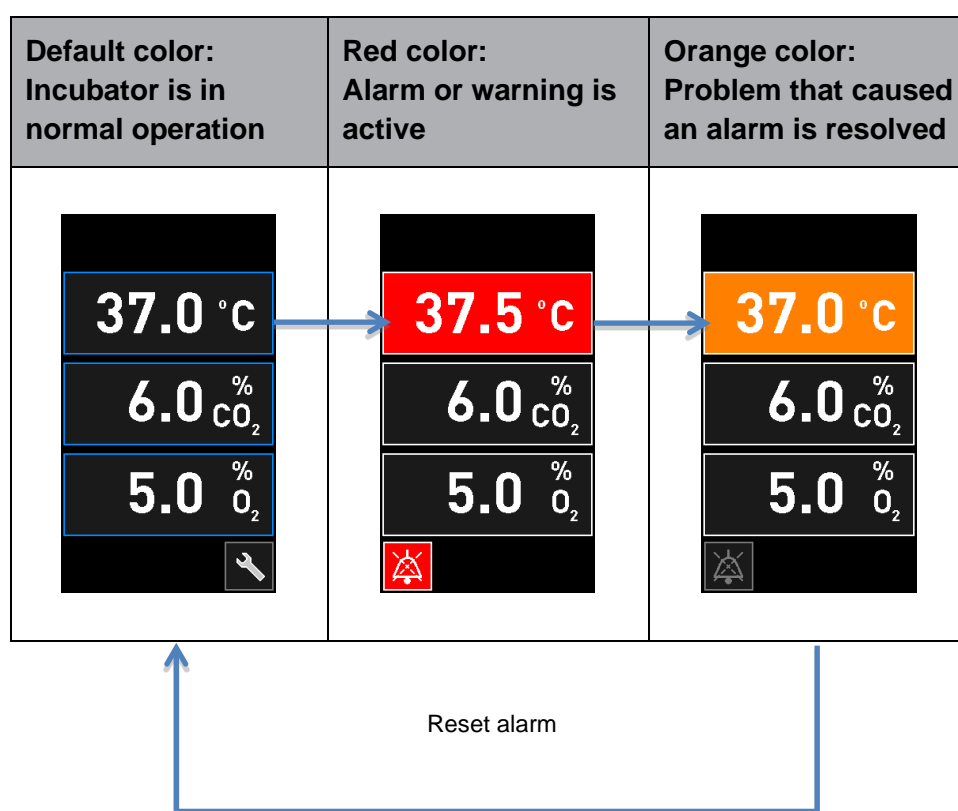 Default color:
Incubator is in
normal operation
Red color:
Alarm or warning is
active
Orange color:
Problem that caused
an alarm is resolved
37.0 °C
6.0 % CO₂
5.0 % O₂
37.5 °C
6.0 % CO₂
5.0 % O₂
37.0 °C
6.0 % CO₂
5.0 % O₂
Reset alarm